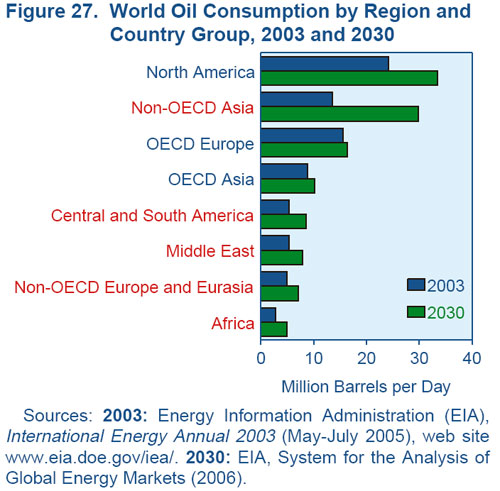 Figure 27. World Oil Consumption by Region and
Country Group, 2003 and 2030
North America
Non-OECD Asia
OECD Europe
OECD Asia
Central and South America
Middle East
Non-OECD Europe and Eurasia
Africa
2003
2030
0 10 20 30 40
Million Barrels per Day
Sources: 2003: Energy Information Administration (EIA),
International Energy Annual 2003 (May-July 2005), web site
www.eia.doe.gov/iea/. 2030: EIA, System for the Analysis of
Global Energy Markets (2006).